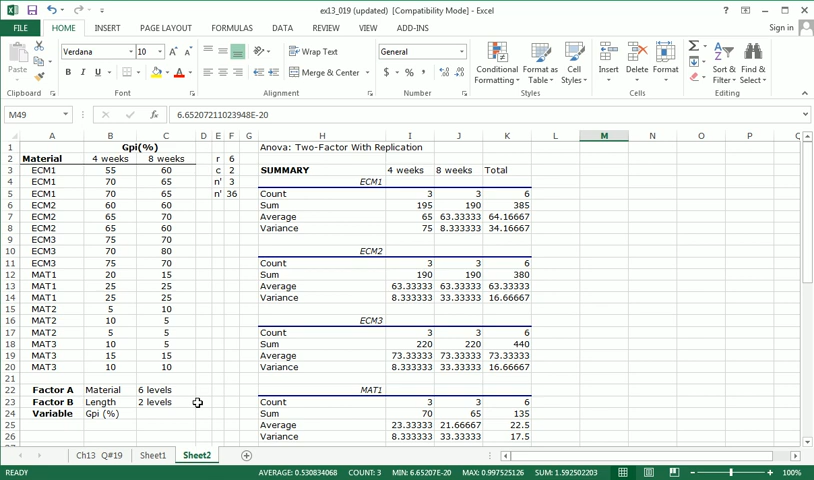 ex13_019 (updated) [Compatibility Mode] - Excel
FILE HOME INSERT PAGE LAYOUT FORMULAS DATA REVIEW VIEW ADD-INS Sign in
Paste Verdana 10 Wrap Text General Conditional Formatting Format as Table Cell Styles Insert Delete Format Sort & Filter Find & Select
B I U Merge & Center $ %
Clipboard Font Alignment Number Styles Cells Editing
M49 fx 6.65207211023948E-20
A B C D E F G H I J K L M N O P
1 Gpi(%) Anova: Two-Factor With Replication
2 Material 4 weeks 8 weeks r 6
3 ECM1 55 60 c 2 SUMMARY 4 weeks 8 weeks Total
4 ECM1 70 65 n' 3 ECM1
5 ECM1 70 65 n' 36 Count 3 3 6
6 ECM2 60 60 Sum 195 190 385
7 ECM2 65 70 Average 65 63.33333 64.16667
8 ECM2 65 60 Variance 75 8.333333 34.16667
9 ECM3 75 70
10 ECM3 70 80 ECM2
11 ECM3 75 70 Count 3 3 6
12 MAT1 20 15 Sum 190 190 380
13 MAT1 25 25 Average 63.33333 63.33333 63.33333
14 MAT1 25 25 Variance 8.333333 33.33333 16.66667
15 MAT2 5 10
16 MAT2 10 5 ECM3
17 MAT2 10 5 Count 3 3 6
18 MAT3 10 5 Sum 220 220 440
19 MAT3 15 15 Average 73.33333 73.33333 73.33333
20 MAT3 10 10 Variance 8.333333 33.33333 16.66667
21
22 Factor A Material 6 levels MAT1
23 Factor B Length 2 levels Count 3 3 6
24 Variable Gpi (%) Sum 70 65 135
25 Average 23.33333 21.66667 22.5
26 Variance 8.333333 33.33333 17.5
Ch13 Q#19 Sheet1 Sheet2
READY AVERAGE: 0.530834068 COUNT: 3 MIN: 6.65207E-20 MAX: 0.997525126 SUM: 1.592502203 100%